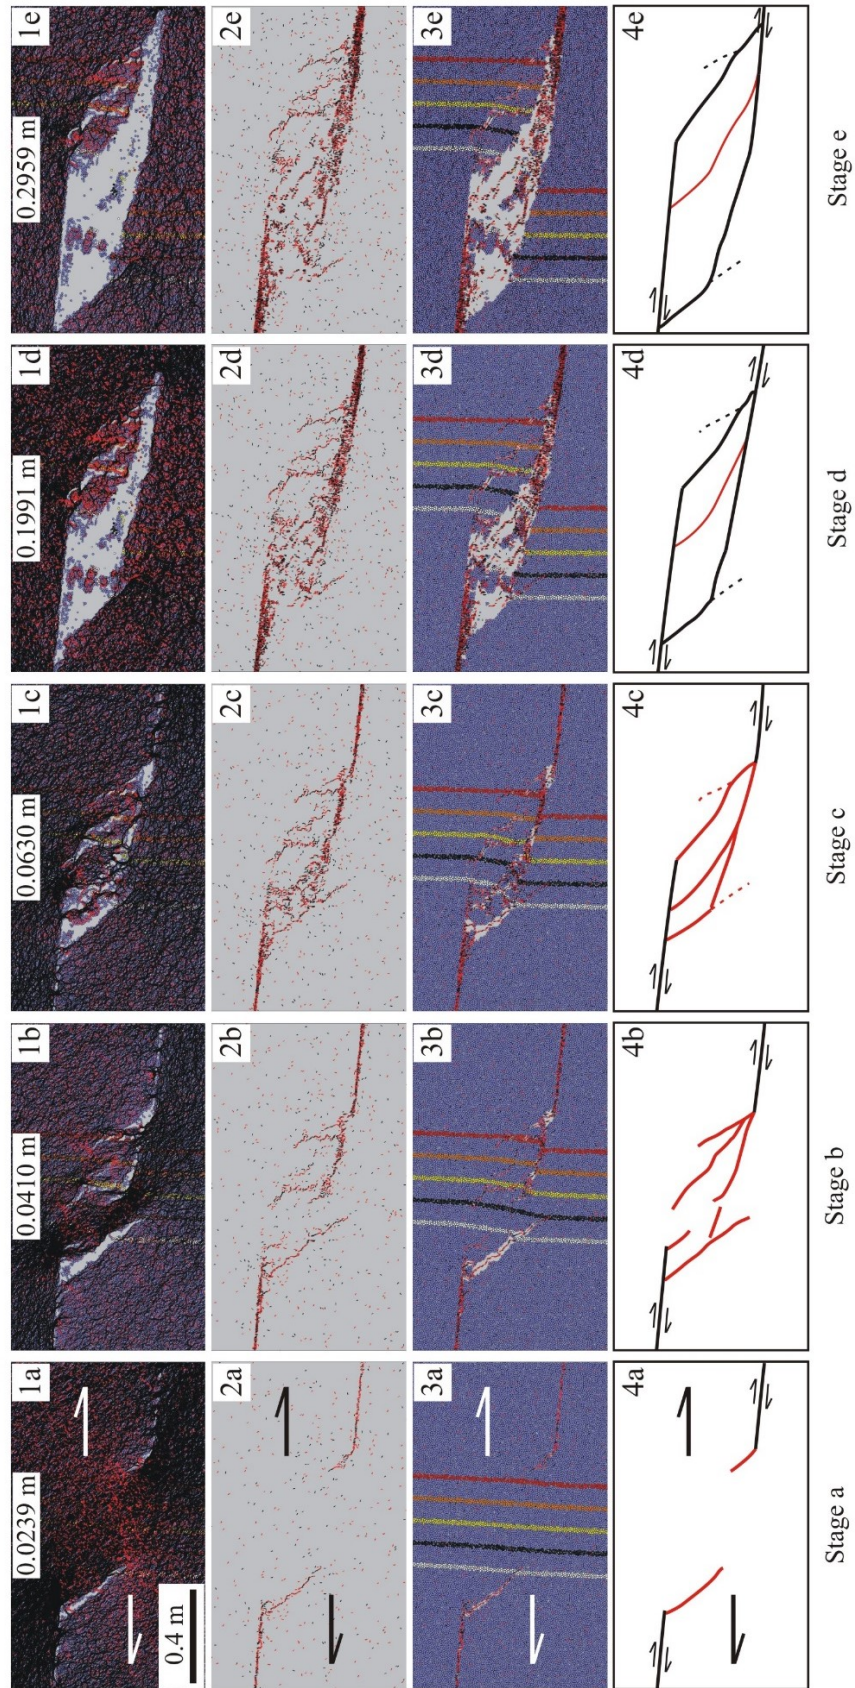 0.0239 m 1a 0.0410 m 1b 0.0630 m 1c 0.1991 m 1d 0.2959 m 1e
0.4 m
2a 2b 2c 2d 2e
3a 3b 3c 3d 3e
4a 4b 4c 4d 4e
Stage a Stage b Stage c Stage d Stage e